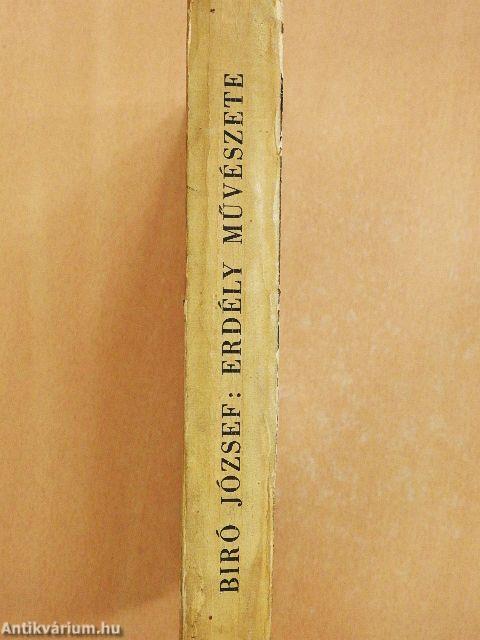 BIRÓ JÓZSEF: ERDÉLY MŰVÉSZETE
Antikvárium.hu